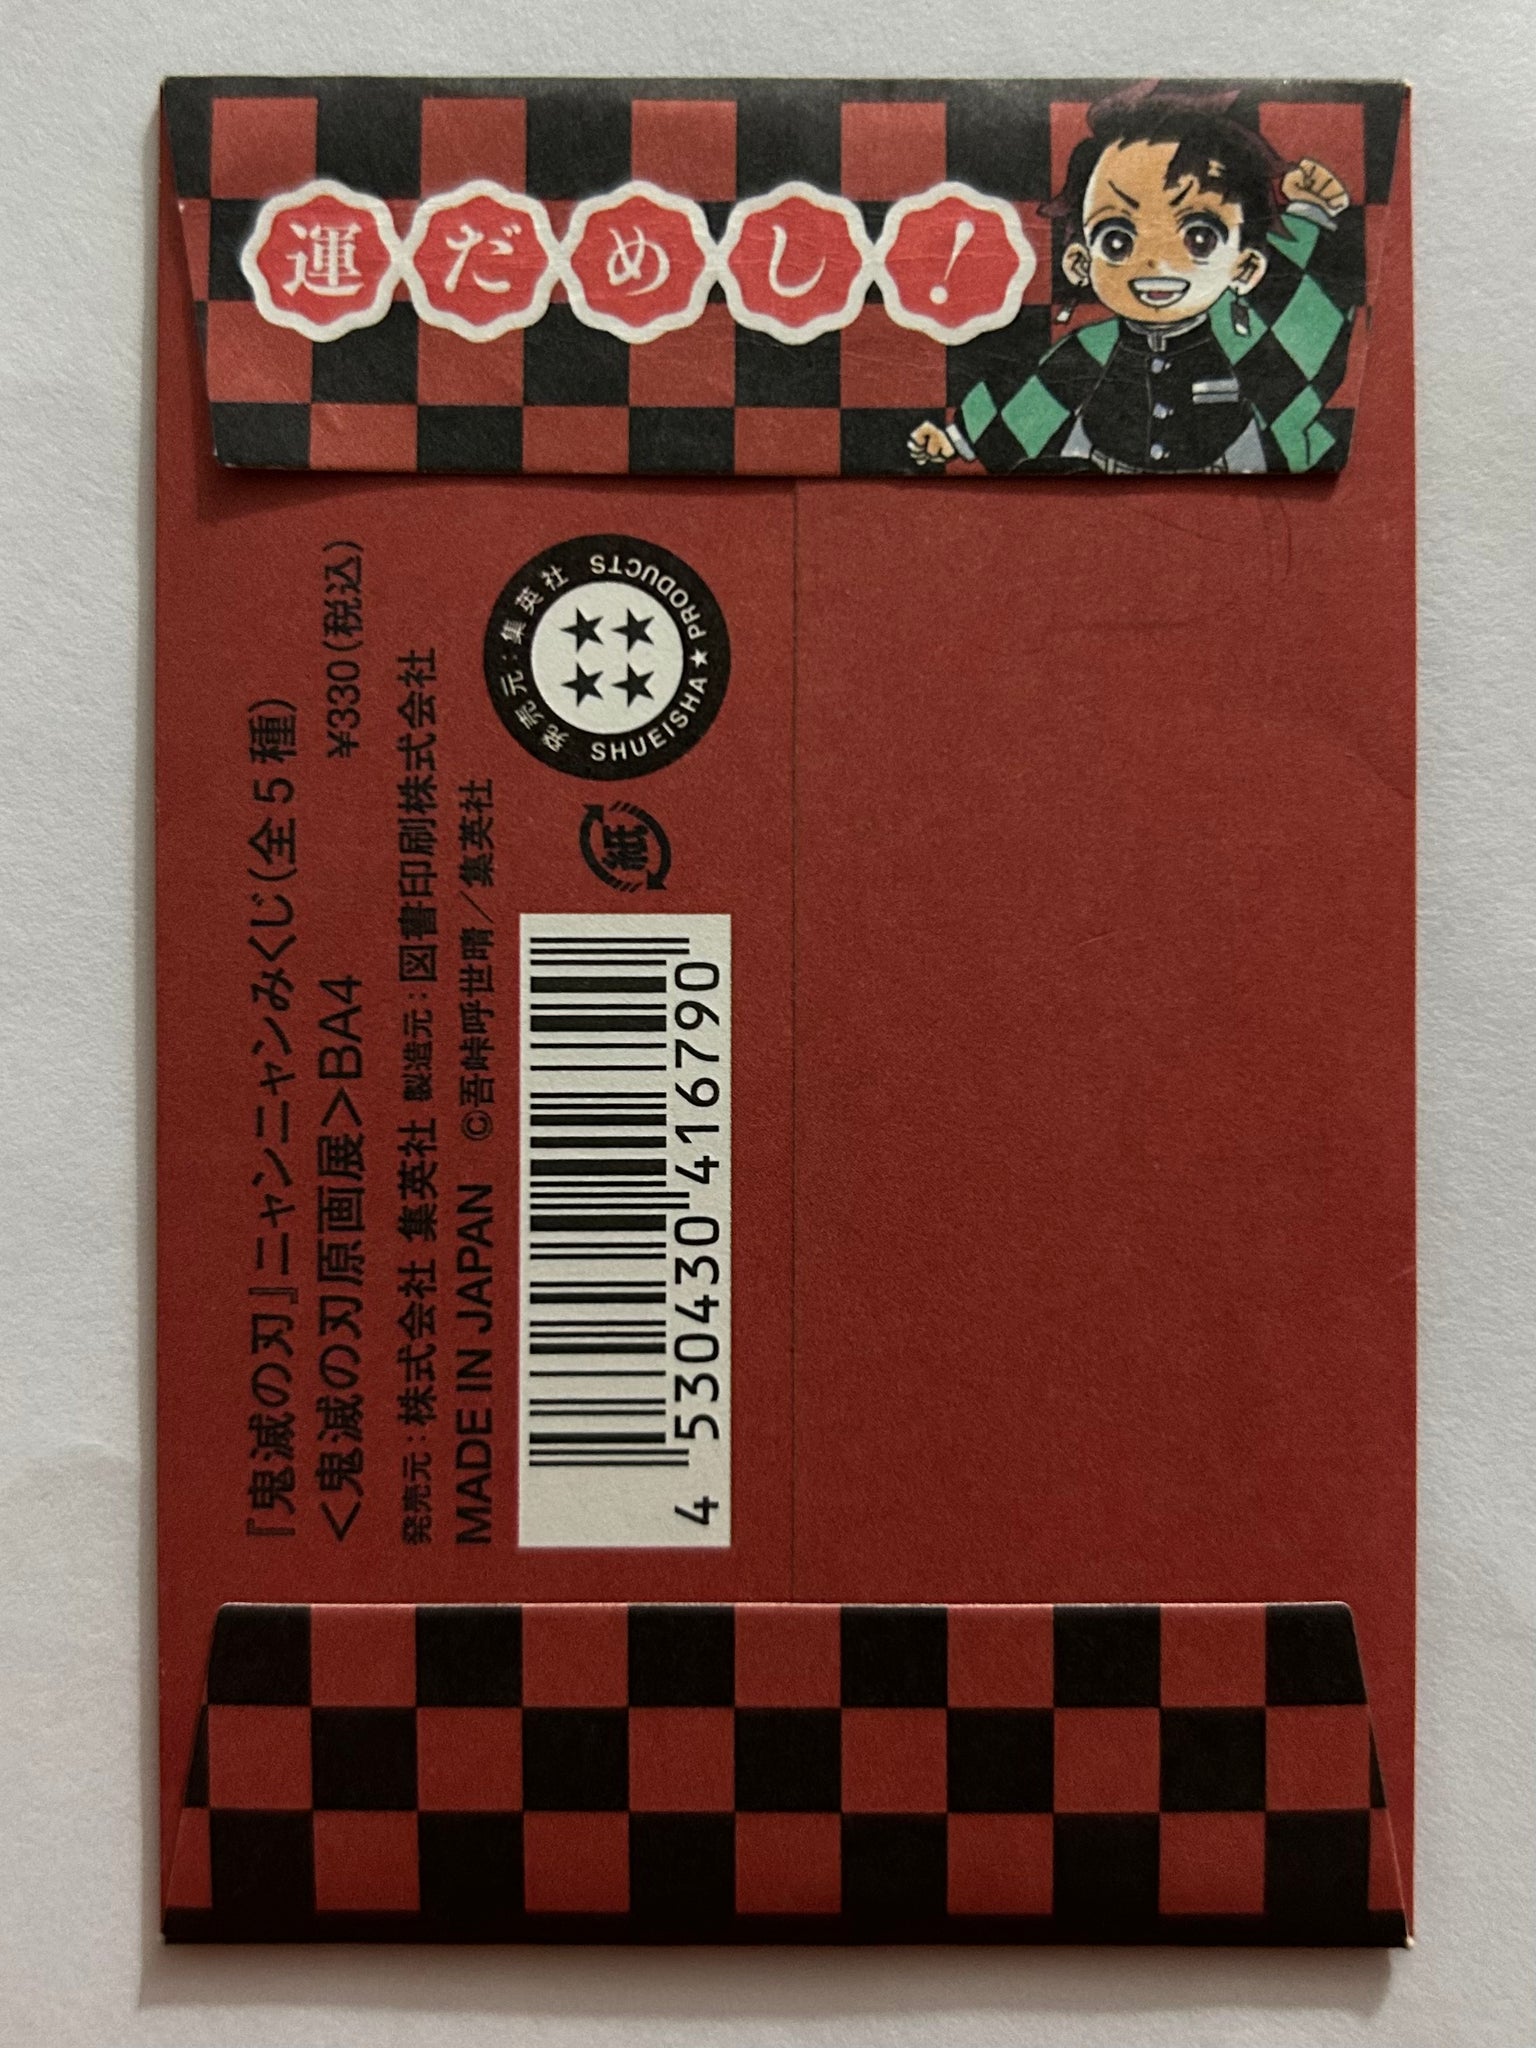 運だめし!
『鬼滅の刃』ニャンニャンみくじ(全5種)
<鬼滅の刃原画展>BA4 ¥330(税込)
発売元:株式会社 集英社 製造元:図書印刷株式会社
MADE IN JAPAN ©吾峠呼世晴/集英社
4530430416790
紙
発売元:集英社
SHUEISHA★PRODUCTS